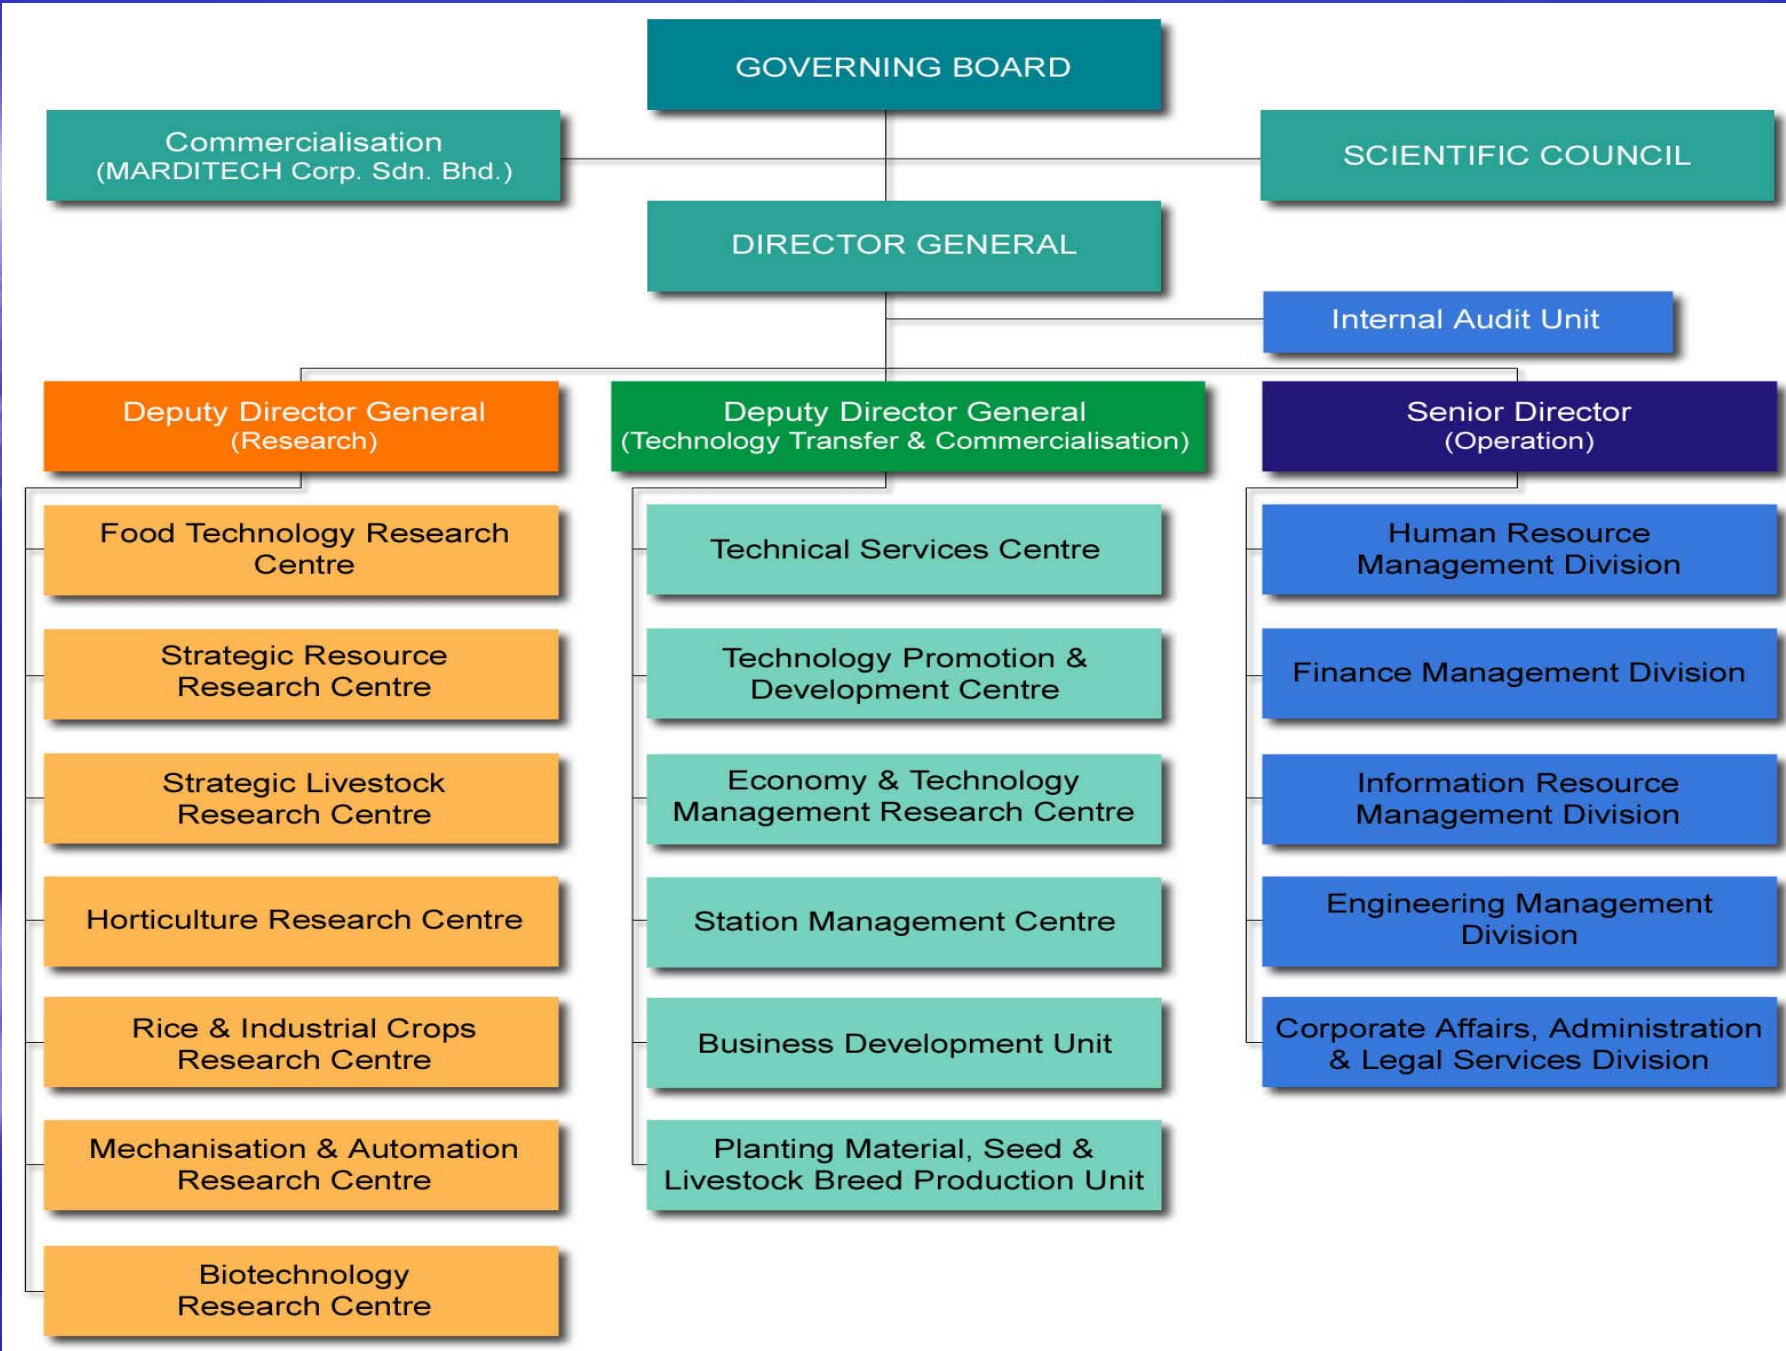 GOVERNING BOARD
Commercialisation
(MARDITECH Corp. Sdn. Bhd.)
SCIENTIFIC COUNCIL
DIRECTOR GENERAL
Internal Audit Unit
Deputy Director General
(Research)
Deputy Director General
(Technology Transfer & Commercialisation)
Senior Director
(Operation)
Food Technology Research
Centre
Strategic Resource
Research Centre
Strategic Livestock
Research Centre
Horticulture Research Centre
Rice & Industrial Crops
Research Centre
Mechanisation & Automation
Research Centre
Biotechnology
Research Centre
Technical Services Centre
Technology Promotion &
Development Centre
Economy & Technology
Management Research Centre
Station Management Centre
Business Development Unit
Planting Material, Seed &
Livestock Breed Production Unit
Human Resource
Management Division
Finance Management Division
Information Resource
Management Division
Engineering Management
Division
Corporate Affairs, Administration
& Legal Services Division